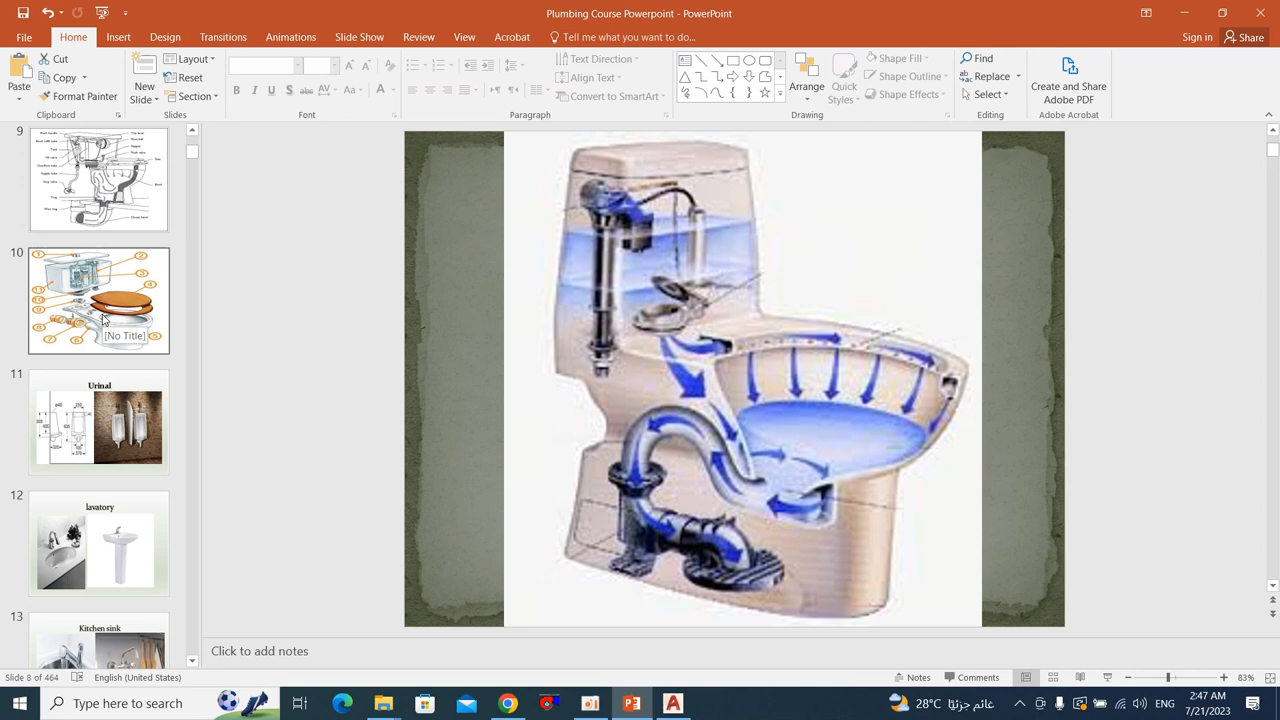 Plumbing Course Powerpoint - PowerPoint
File Home Insert Design Transitions Animations Slide Show Review View Acrobat Tell me what you want to do... Sign in Share
Paste
Cut
Copy
Format Painter
Clipboard
New Slide
Layout
Reset
Section
Slides
B I U S abc AV Aa A
Font
Text Direction
Align Text
Convert to SmartArt
Paragraph
Arrange
Quick Styles
Shape Fill
Shape Outline
Shape Effects
Drawing
Find
Replace
Select
Editing
Create and Share Adobe PDF
Adobe Acrobat
9
10
[No Title]
11
Urinal
12
lavatory
13
Kitchen sink
Click to add notes
Slide 8 of 464 English (United States) Notes Comments 83%
Type here to search
28°C غائم جزئيًا ENG
2:47 AM
7/21/2023